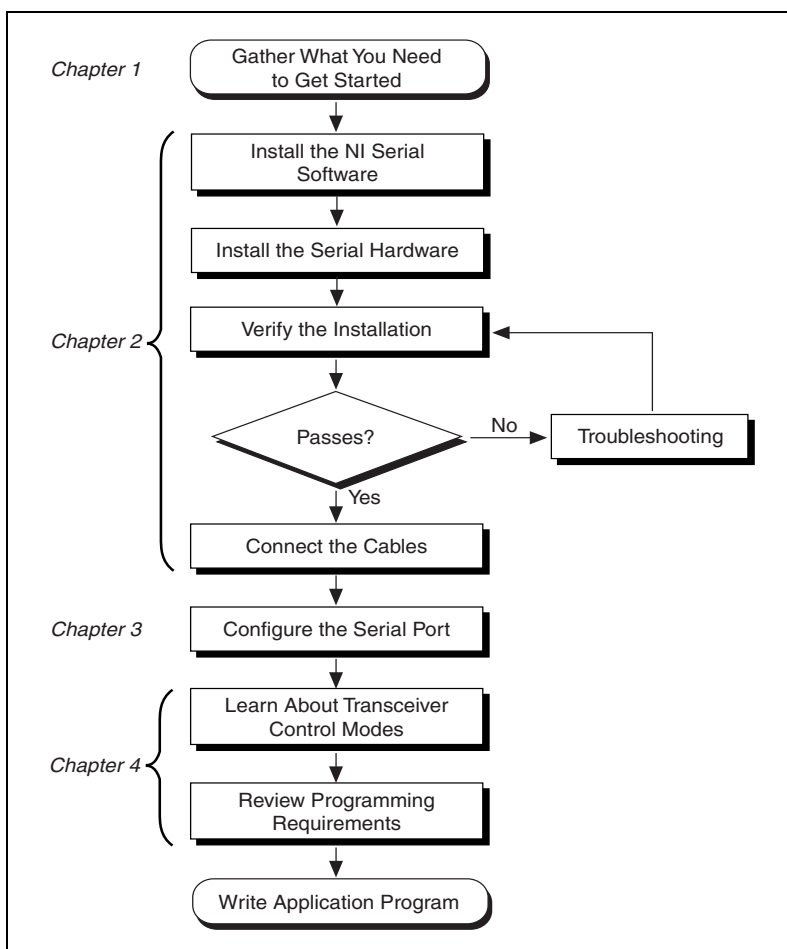 Chapter 1
Gather What You Need
to Get Started
Install the NI Serial
Software
Install the Serial Hardware
Verify the Installation
Chapter 2
Passes?
No
Troubleshooting
Yes
Connect the Cables
Chapter 3
Configure the Serial Port
Learn About Transceiver
Control Modes
Chapter 4
Review Programming
Requirements
Write Application Program